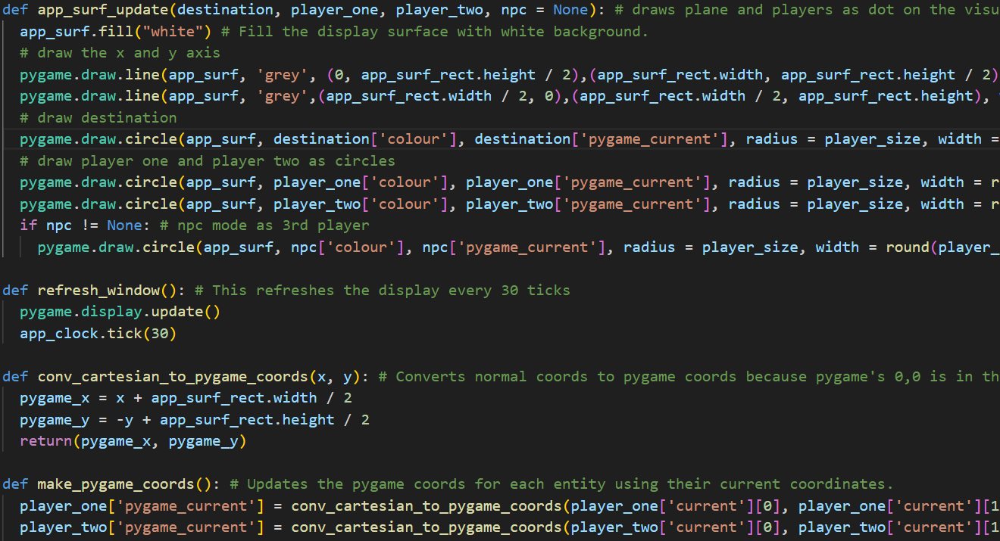 def app_surf_update(destination, player_one, player_two, npc = None): # draws plane and players as dot on the visu
app_surf.fill("white") # Fill the display surface with white background.
# draw the x and y axis
pygame.draw.line(app_surf, 'grey', (0, app_surf_rect.height / 2),(app_surf_rect.width, app_surf_rect.height / 2)
pygame.draw.line(app_surf, 'grey',(app_surf_rect.width / 2, 0),(app_surf_rect.width / 2, app_surf_rect.height),
# draw destination
pygame.draw.circle(app_surf, destination['colour'], destination['pygame_current'], radius = player_size, width =
# draw player one and player two as circles
pygame.draw.circle(app_surf, player_one['colour'], player_one['pygame_current'], radius = player_size, width = r
pygame.draw.circle(app_surf, player_two['colour'], player_two['pygame_current'], radius = player_size, width = r
if npc != None: # npc mode as 3rd player
pygame.draw.circle(app_surf, npc['colour'], npc['pygame_current'], radius = player_size, width = round(player_
def refresh_window(): # This refreshes the display every 30 ticks
pygame.display.update()
app_clock.tick(30)
def conv_cartesian_to_pygame_coords(x, y): # Converts normal coords to pygame coords because pygame's 0,0 is in th
pygame_x = x + app_surf_rect.width / 2
pygame_y = -y + app_surf_rect.height / 2
return(pygame_x, pygame_y)
def make_pygame_coords(): # Updates the pygame coords for each entity using their current coordinates.
player_one['pygame_current'] = conv_cartesian_to_pygame_coords(player_one['current'][0], player_one['current'][1
player_two['pygame_current'] = conv_cartesian_to_pygame_coords(player_two['current'][0], player_two['current'][1